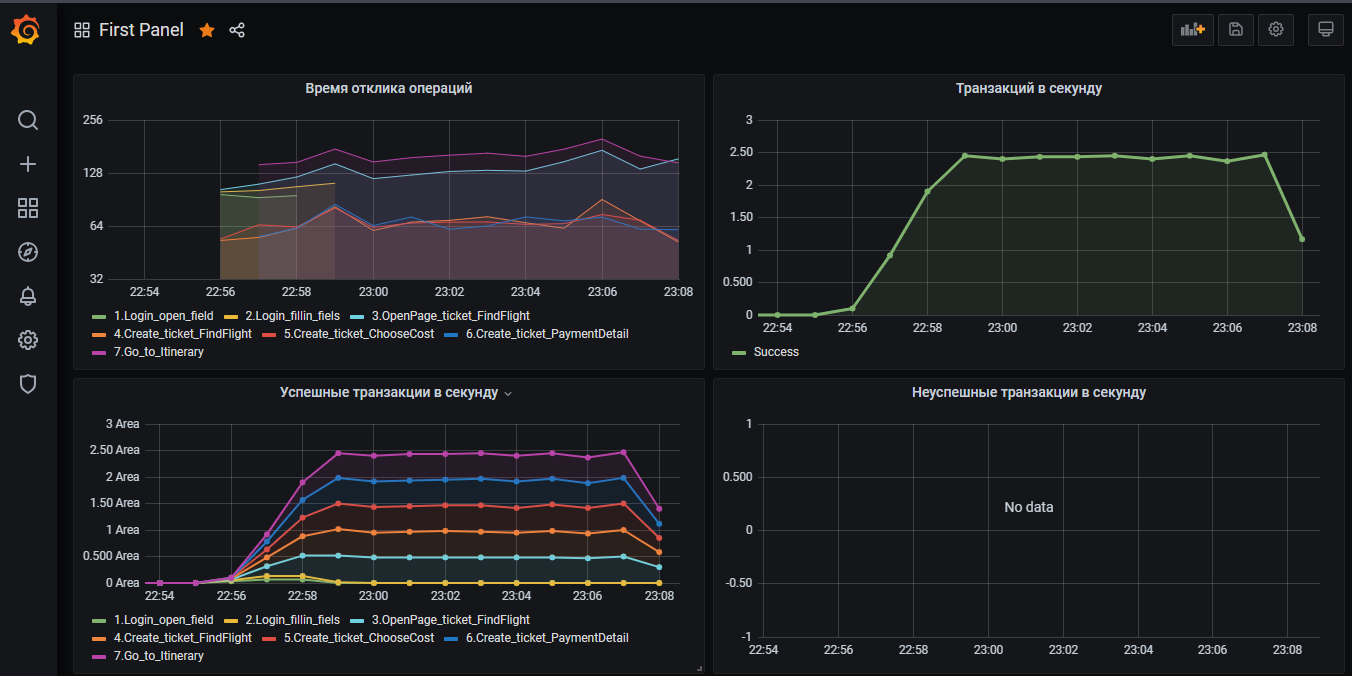 First Panel
Время отклика операций
256
128
64
32
22:54 22:56 22:58 23:00 23:02 23:04 23:06 23:08
1.Login_open_field 2.Login_fillin_fiels 3.OpenPage_ticket_FindFlight
4.Create_ticket_FindFlight 5.Create_ticket_ChooseCost 6.Create_ticket_PaymentDetail
7.Go_to_Itinerary
Транзакций в секунду
3
2.50
2
1.50
1
0.500
0
22:54 22:56 22:58 23:00 23:02 23:04 23:06 23:08
Success
Успешные транзакции в секунду
3 Area
2.50 Area
2 Area
1.50 Area
1 Area
0.500 Area
0 Area
22:54 22:56 22:58 23:00 23:02 23:04 23:06 23:08
1.Login_open_field 2.Login_fillin_fiels 3.OpenPage_ticket_FindFlight
4.Create_ticket_FindFlight 5.Create_ticket_ChooseCost 6.Create_ticket_PaymentDetail
7.Go_to_Itinerary
Неуспешные транзакции в секунду
1
0.500
0
-0.50
-1
No data
22:54 22:56 22:58 23:00 23:02 23:04 23:06 23:08